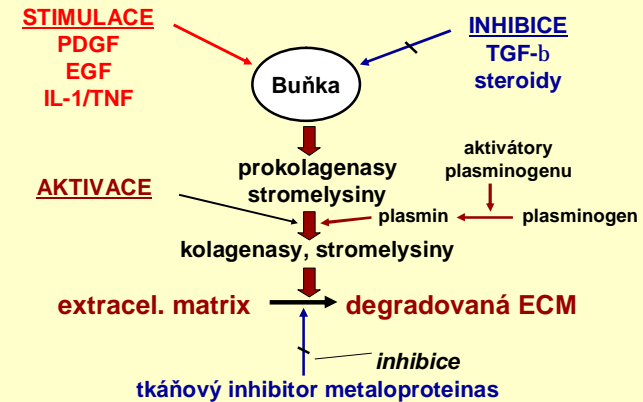 STIMULACE
PDGF
EGF
IL-1/TNF
INHIBICE
TGF-b
steroidy
Buňka
aktivátory
plasminogenu
prokolagenasy
stromelysiny
AKTIVACE
plasmin
plasminogen
kolagenasy, stromelysiny
extracel. matrix
degradovaná ECM
inhibice
tkáňový inhibitor metaloproteinas